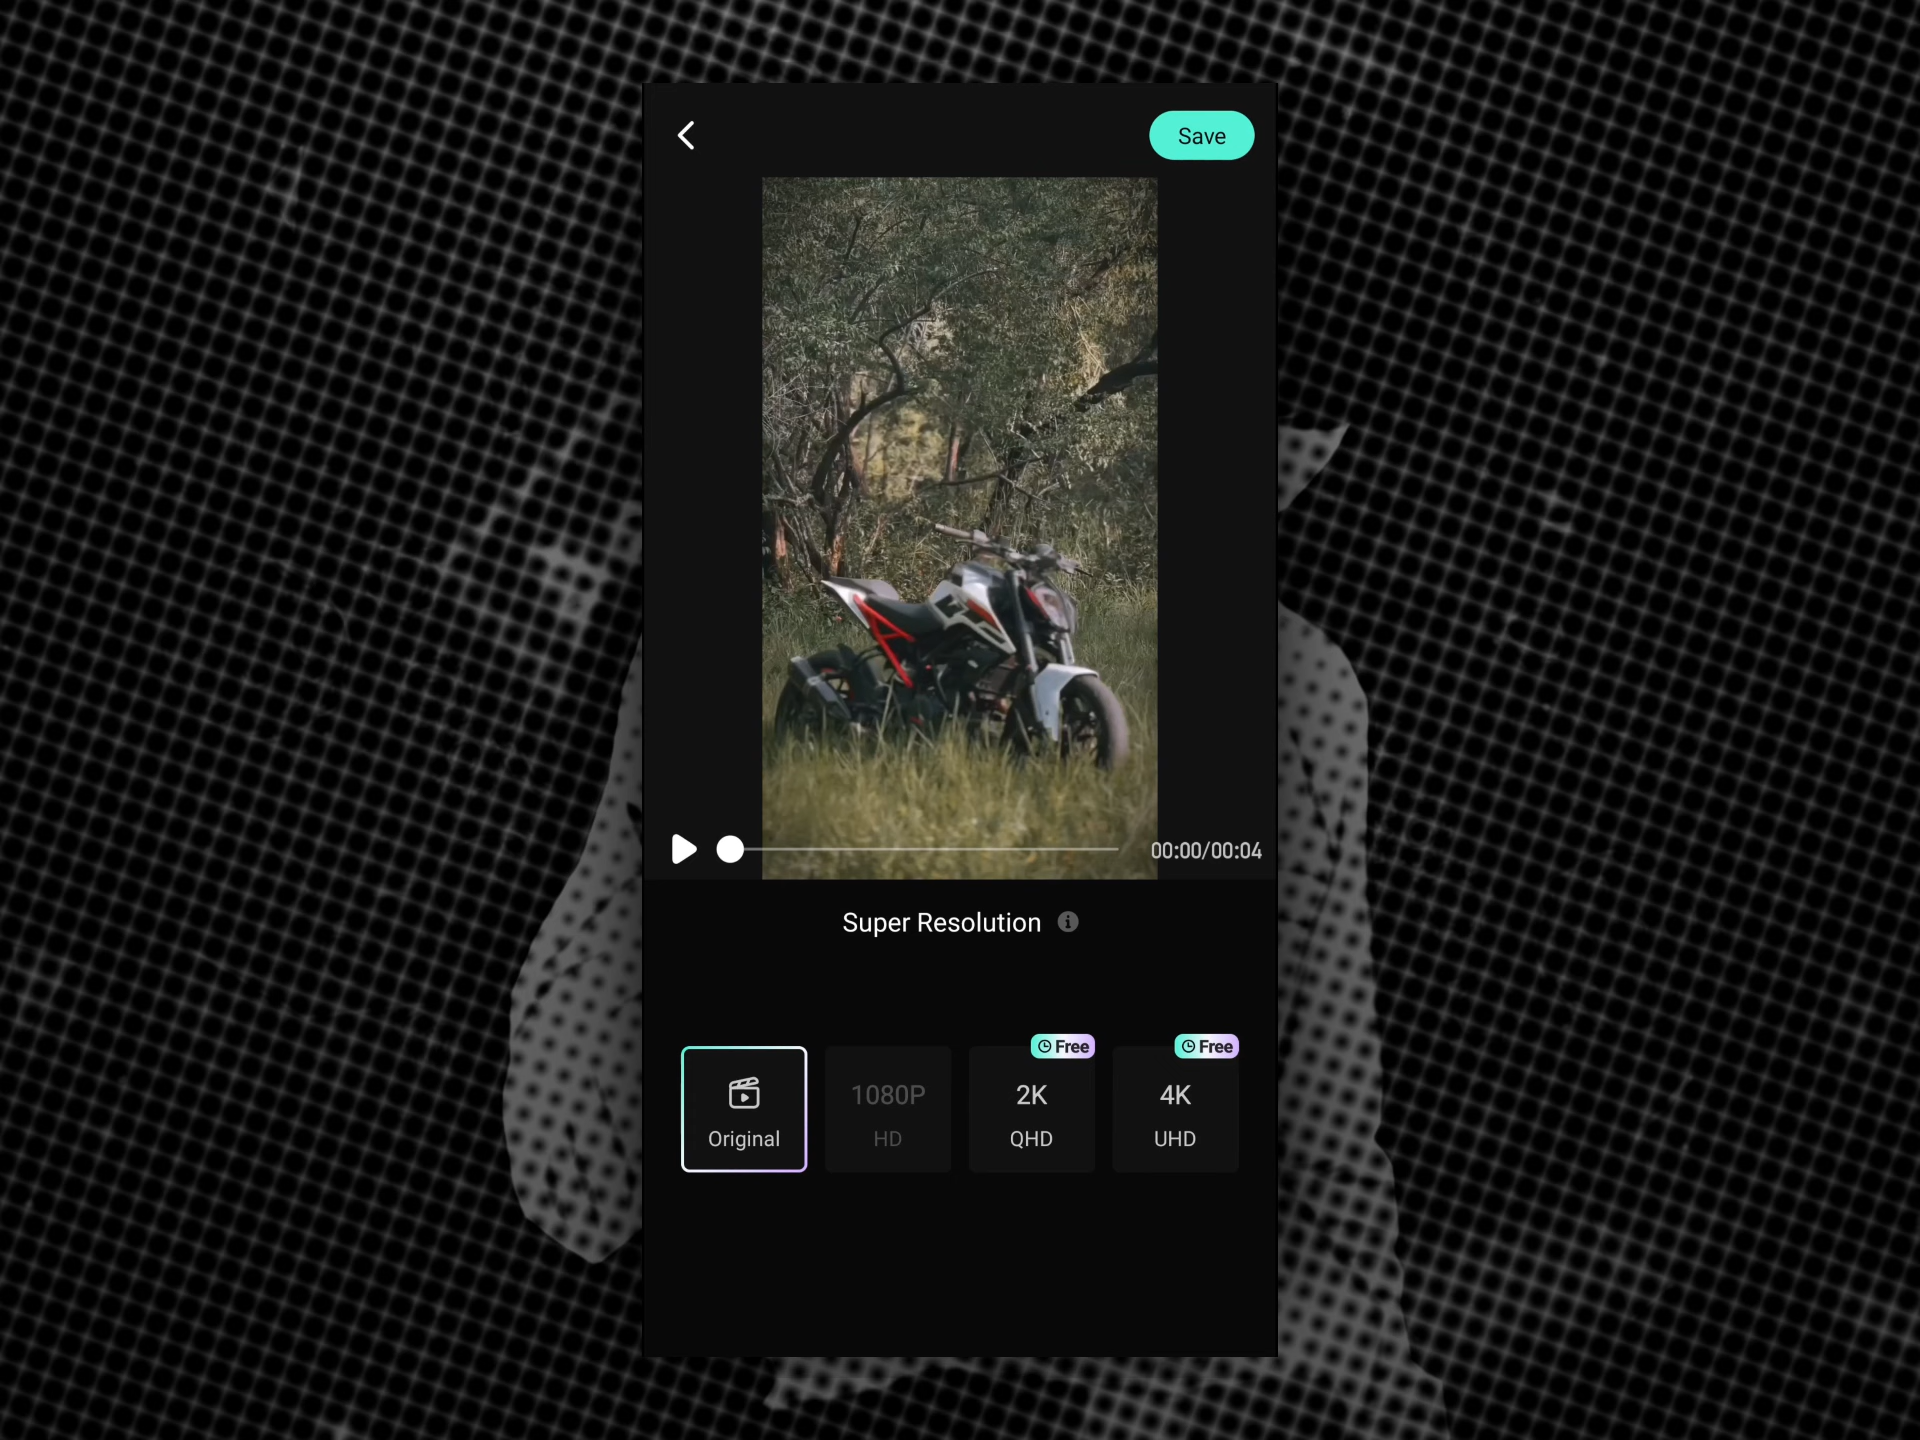 Save
00:00/00:04
Super Resolution
Free
Free
Original
1080P
HD
2K
QHD
4K
UHD